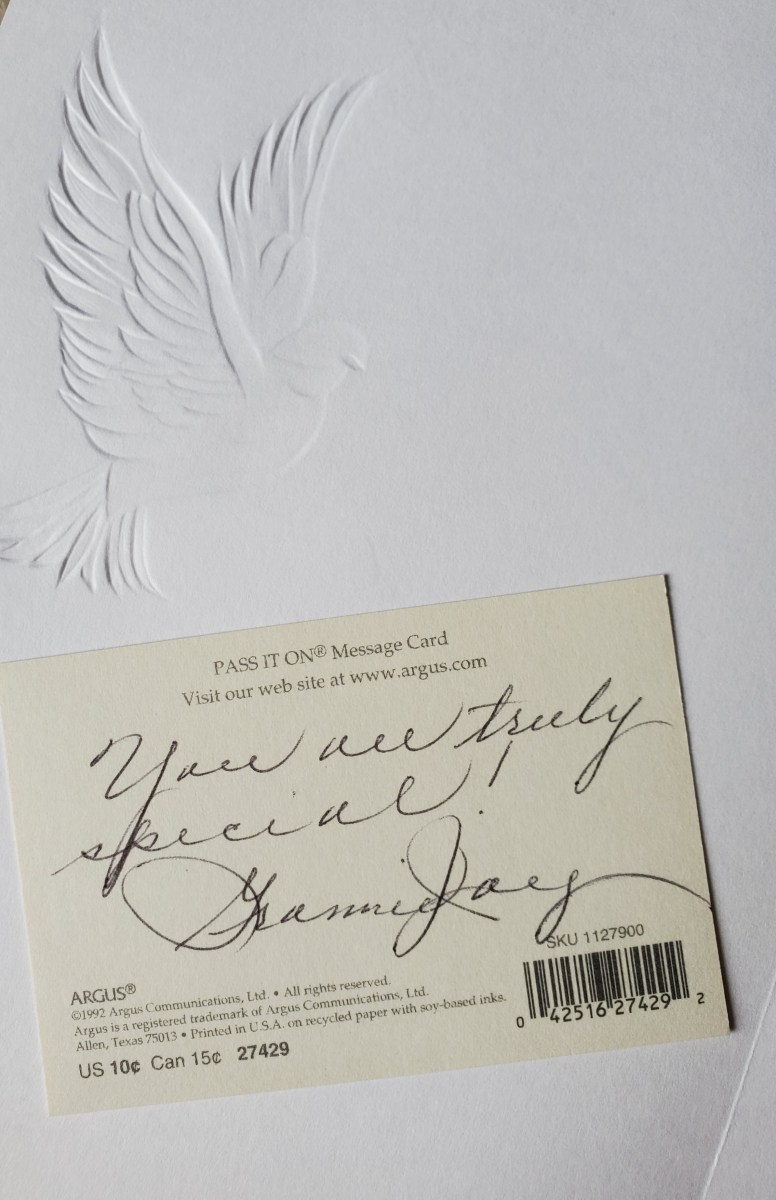 PASS IT ON® Message Card
Visit our web site at www.argus.com
You are truly
special!
Grannie
SKU 1127900
ARGUS®
©1992 Argus Communications, Ltd. • All rights reserved.
Argus is a registered trademark of Argus Communications, Ltd.
Allen, Texas 75013 • Printed in U.S.A. on recycled paper with soy-based inks.
US 10¢ Can 15¢ 27429
0 42516 27429 2